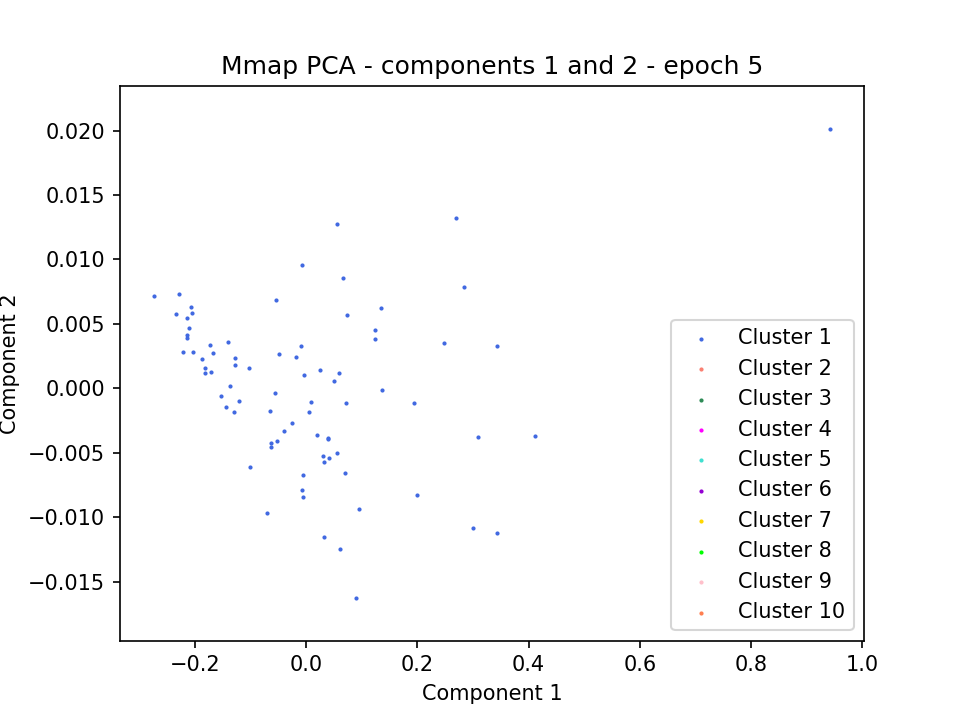 Mmap PCA - components 1 and 2 - epoch 5
Component 2
0.020
0.015
0.010
0.005
0.000
−0.005
−0.010
−0.015
Cluster 1
Cluster 2
Cluster 3
Cluster 4
Cluster 5
Cluster 6
Cluster 7
Cluster 8
Cluster 9
Cluster 10
−0.2 0.0 0.2 0.4 0.6 0.8 1.0
Component 1